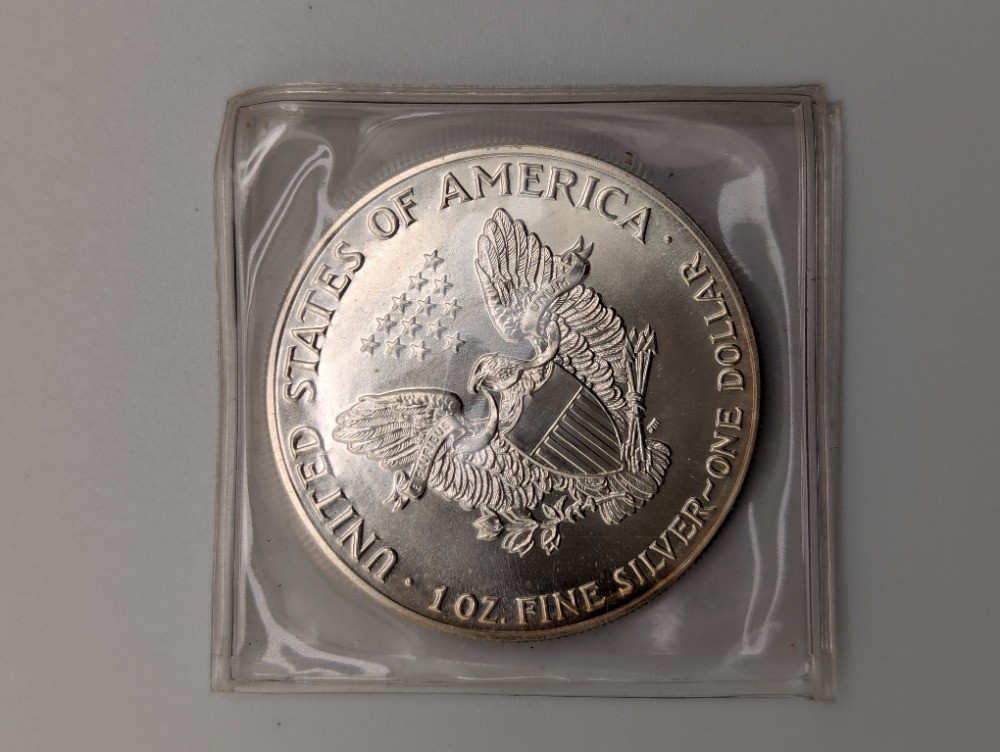 UNITED STATES OF AMERICA
1 OZ. FINE SILVER~ONE DOLLAR